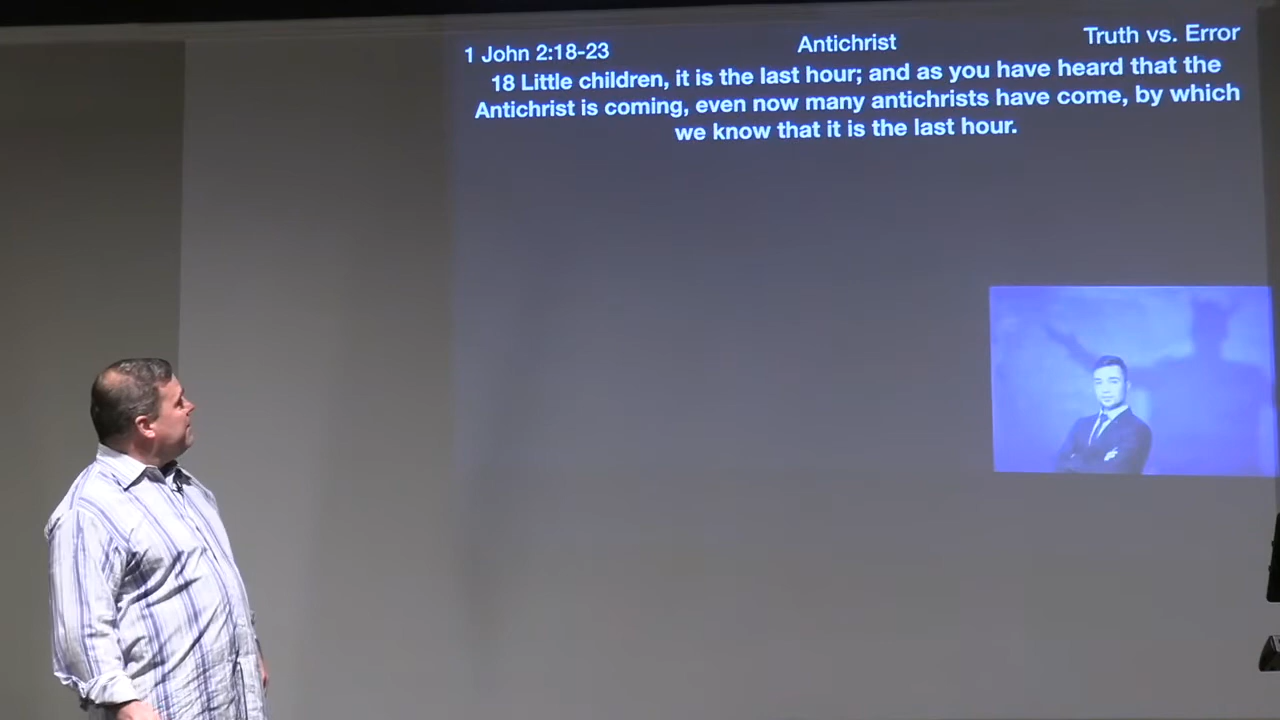 1 John 2:18-23 Antichrist Truth vs. Error
18 Little children, it is the last hour; and as you have heard that the
Antichrist is coming, even now many antichrists have come, by which
we know that it is the last hour.